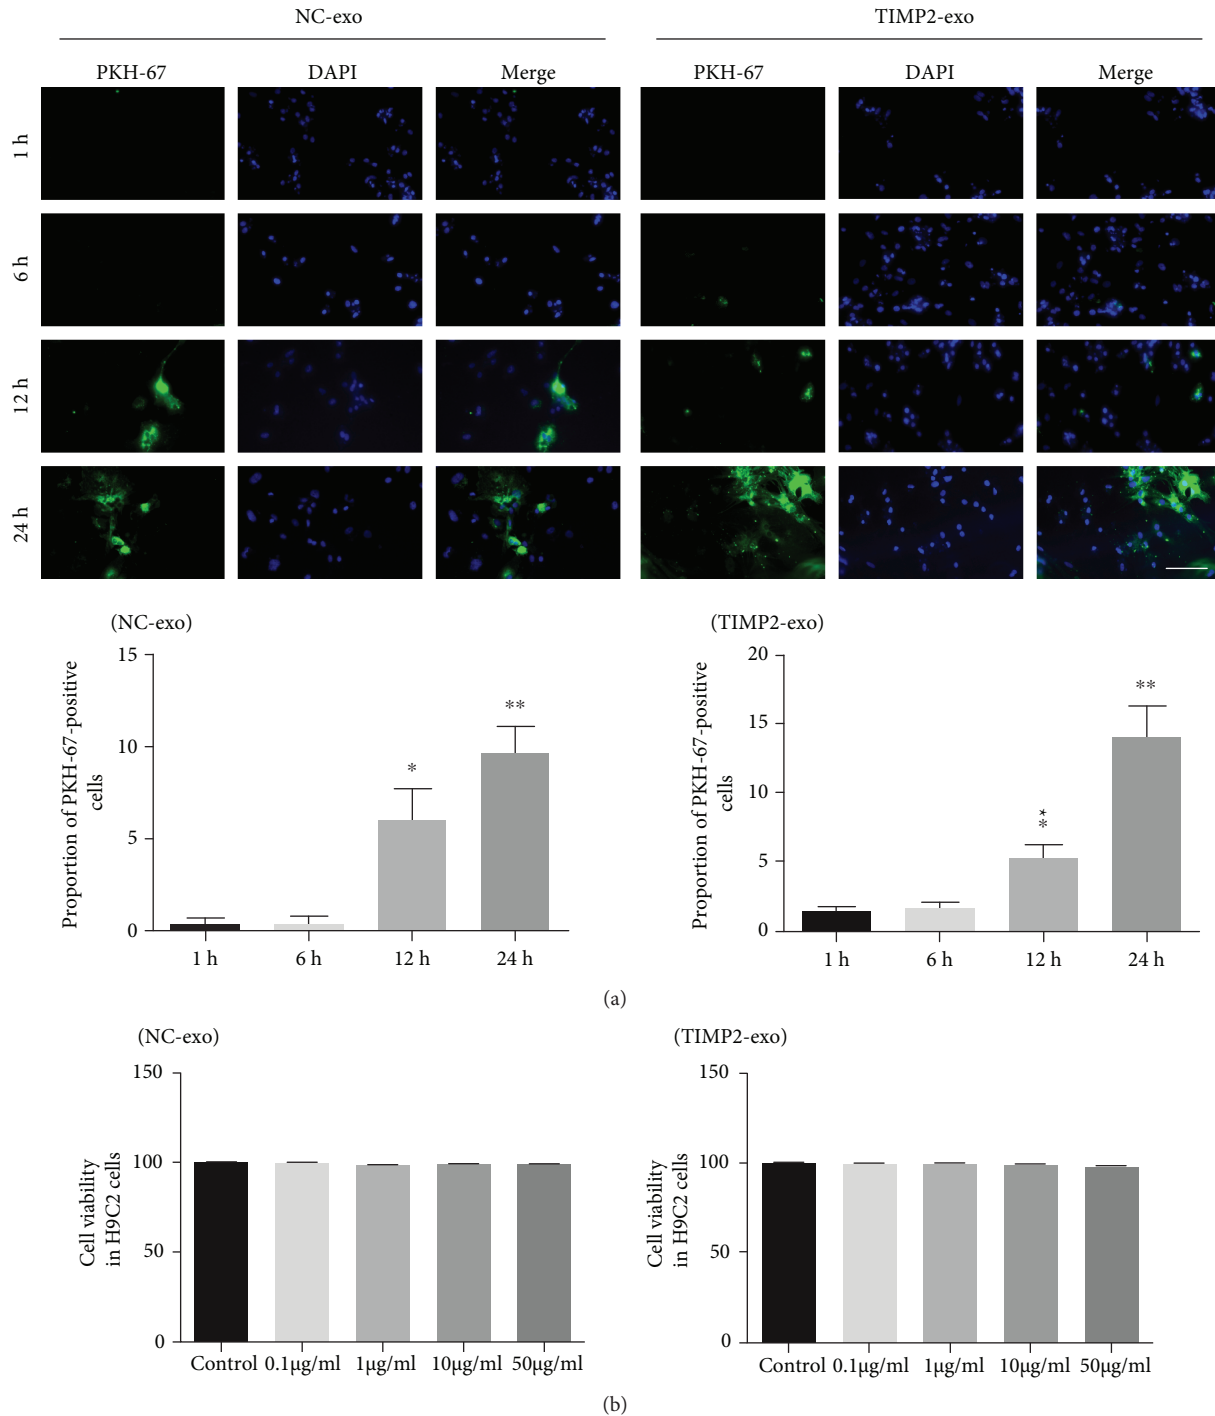 NC-exo
TIMP2-exo
PKH-67 DAPI Merge PKH-67 DAPI Merge
1 h
6 h
12 h
24 h
(NC-exo)
Proportion of PKH-67-positive
cells
15
10
5
0
*
**
1 h 6 h 12 h 24 h
(TIMP2-exo)
Proportion of PKH-67-positive
cells
20
15
10
5
0
**
**
1 h 6 h 12 h 24 h
(a)
(NC-exo)
Cell viability
in H9C2 cells
150
100
50
0
Control 0.1μg/ml 1μg/ml 10μg/ml 50μg/ml
(TIMP2-exo)
Cell viability
in H9C2 cells
150
100
50
0
Control 0.1μg/ml 1μg/ml 10μg/ml 50μg/ml
(b)